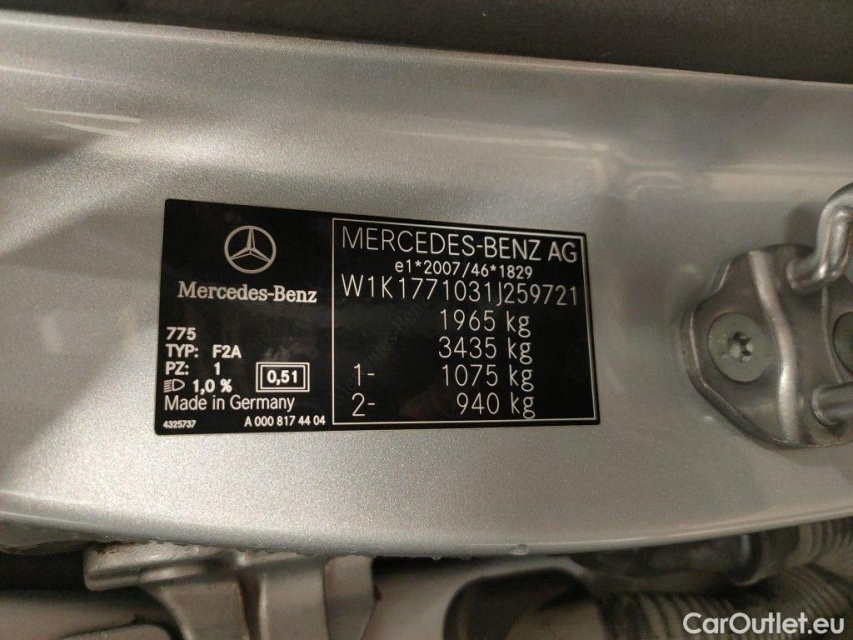 Mercedes-Benz
775
TYP: F2A
PZ: 1
1,0 %
0,51
Made in Germany
4325737 A 000 817 44 04
MERCEDES-BENZ AG
e1*2007/46*1829
W1K1771031J259721
1965 kg
3435 kg
1- 1075 kg
2- 940 kg
CarOutlet.eu